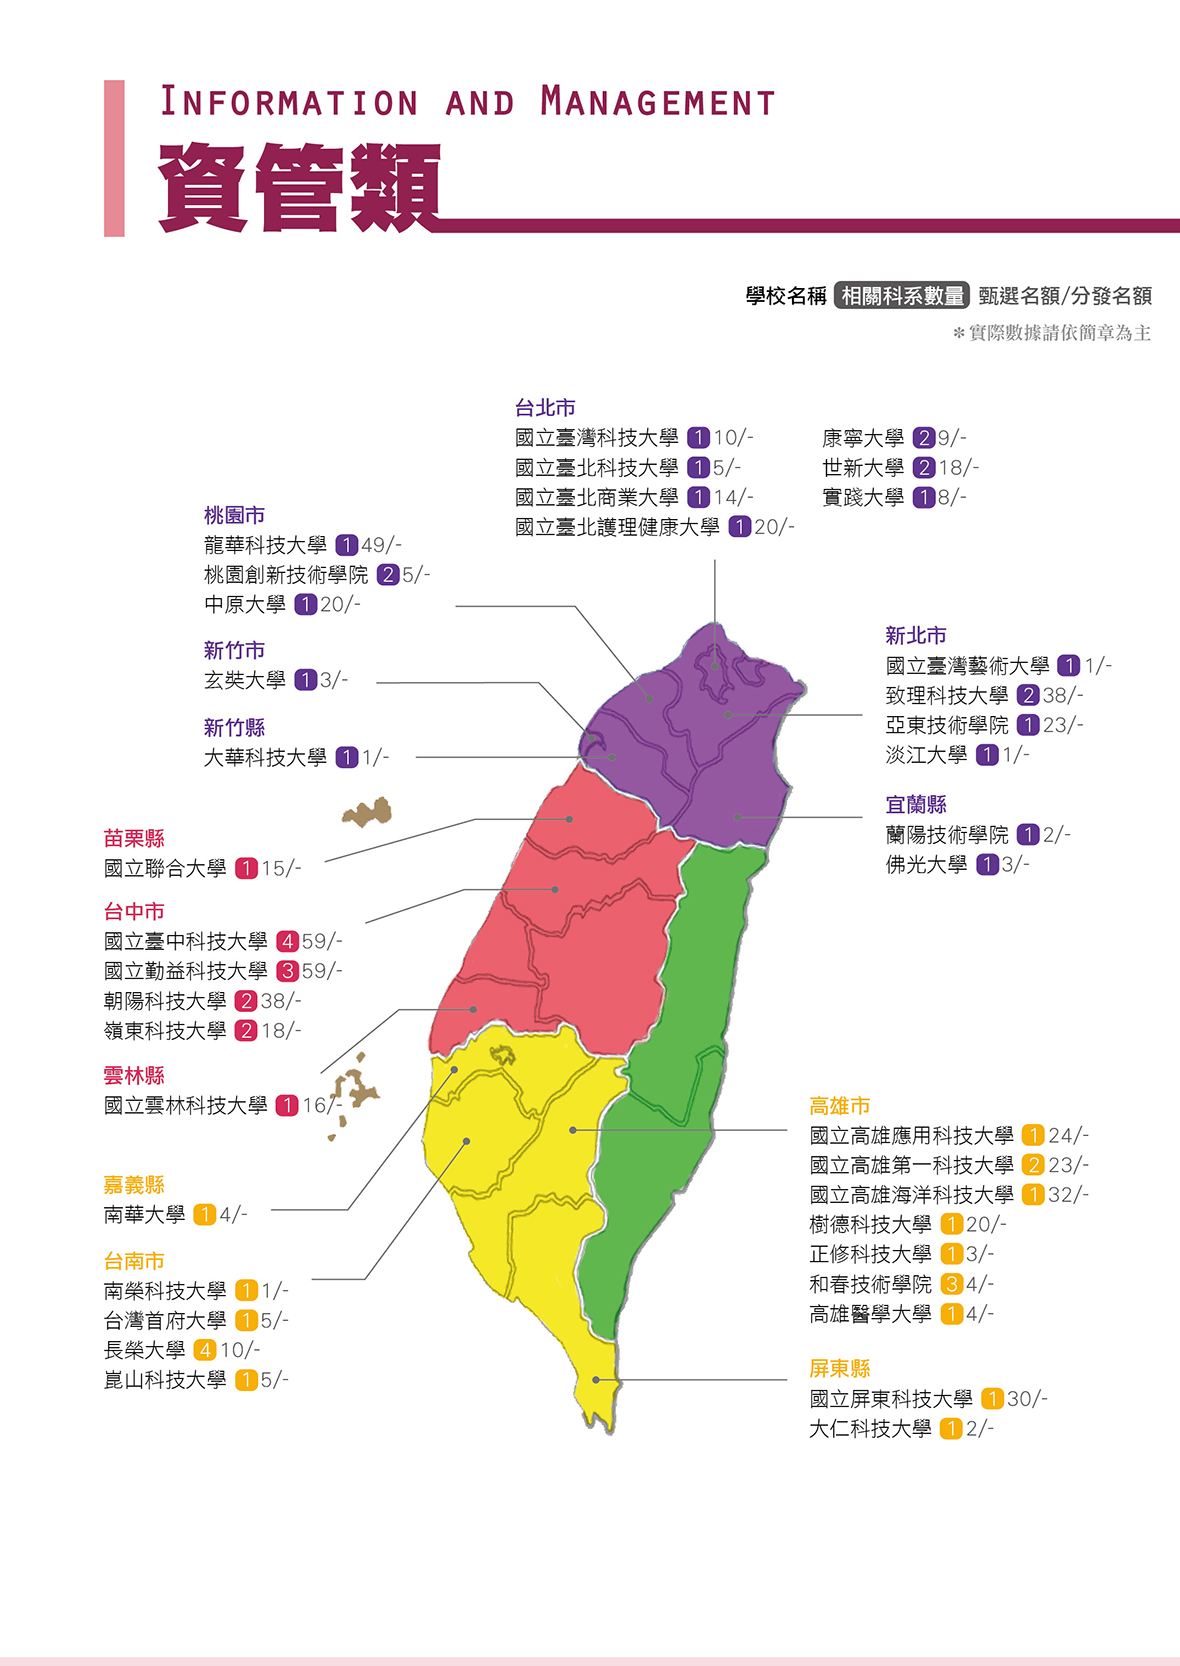 INFORMATION AND MANAGEMENT
資管類
學校名稱 相關科系數量 甄選名額/分發名額
＊實際數據請依簡章為主
台北市
國立臺灣科技大學 1 10/-
國立臺北科技大學 1 5/-
國立臺北商業大學 1 14/-
國立臺北護理健康大學 1 20/-
康寧大學 2 9/-
世新大學 2 18/-
實踐大學 1 8/-
桃園市
龍華科技大學 1 49/-
桃園創新技術學院 2 5/-
中原大學 1 20/-
新竹市
玄奘大學 1 3/-
新竹縣
大華科技大學 1 1/-
新北市
國立臺灣藝術大學 1 1/-
致理科技大學 2 38/-
亞東技術學院 1 23/-
淡江大學 1 1/-
宜蘭縣
蘭陽技術學院 1 2/-
佛光大學 1 3/-
苗栗縣
國立聯合大學 1 15/-
台中市
國立臺中科技大學 4 59/-
國立勤益科技大學 3 59/-
朝陽科技大學 2 38/-
嶺東科技大學 2 18/-
雲林縣
國立雲林科技大學 1 16/-
嘉義縣
南華大學 1 4/-
台南市
南榮科技大學 1 1/-
台灣首府大學 1 5/-
長榮大學 4 10/-
崑山科技大學 1 5/-
高雄市
國立高雄應用科技大學 1 24/-
國立高雄第一科技大學 2 23/-
國立高雄海洋科技大學 1 32/-
樹德科技大學 1 20/-
正修科技大學 1 3/-
和春技術學院 3 4/-
高雄醫學大學 1 4/-
屏東縣
國立屏東科技大學 1 30/-
大仁科技大學 1 2/-